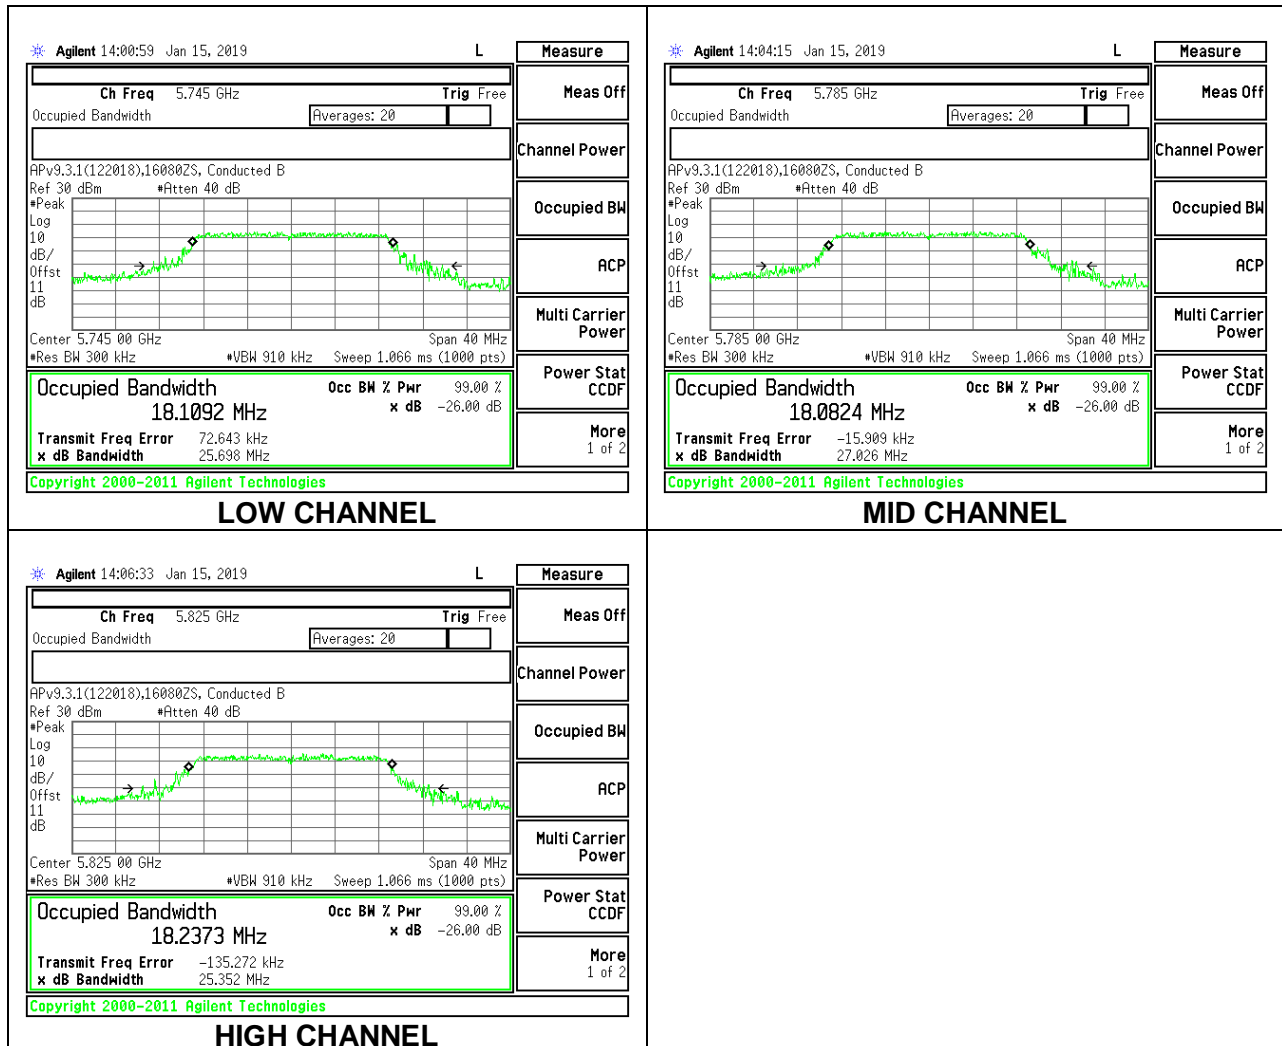 Agilent 14:00:59 Jan 15, 2019 L Measure
Ch Freq 5.745 GHz Trig Free Meas Off
Occupied Bandwidth Averages: 20
Channel Power
APv9.3.1(122018),16080ZS, Conducted B
Ref 30 dBm #Atten 40 dB
#Peak Occupied BW
Log
10
dB/ ACP
Offst
11
dB
Multi Carrier
Power
Center 5.745 00 GHz Span 40 MHz
#Res BW 300 kHz #VBW 910 kHz Sweep 1.066 ms (1000 pts)
Power Stat
CCDF
Occupied Bandwidth Occ BW % Pwr 99.00 %
18.1092 MHz x dB -26.00 dB
More
1 of 2
Transmit Freq Error 72.643 kHz
x dB Bandwidth 25.698 MHz
Copyright 2000-2011 Agilent Technologies
LOW CHANNEL
Agilent 14:04:15 Jan 15, 2019 L Measure
Ch Freq 5.785 GHz Trig Free Meas Off
Occupied Bandwidth Averages: 20
Channel Power
APv9.3.1(122018),16080ZS, Conducted B
Ref 30 dBm #Atten 40 dB
#Peak Occupied BW
Log
10
dB/ ACP
Offst
11
dB
Multi Carrier
Power
Center 5.785 00 GHz Span 40 MHz
#Res BW 300 kHz #VBW 910 kHz Sweep 1.066 ms (1000 pts)
Power Stat
CCDF
Occupied Bandwidth Occ BW % Pwr 99.00 %
18.0824 MHz x dB -26.00 dB
More
1 of 2
Transmit Freq Error -15.909 kHz
x dB Bandwidth 27.026 MHz
Copyright 2000-2011 Agilent Technologies
MID CHANNEL
Agilent 14:06:33 Jan 15, 2019 L Measure
Ch Freq 5.825 GHz Trig Free Meas Off
Occupied Bandwidth Averages: 20
Channel Power
APv9.3.1(122018),16080ZS, Conducted B
Ref 30 dBm #Atten 40 dB
#Peak Occupied BW
Log
10
dB/ ACP
Offst
11
dB
Multi Carrier
Power
Center 5.825 00 GHz Span 40 MHz
#Res BW 300 kHz #VBW 910 kHz Sweep 1.066 ms (1000 pts)
Power Stat
CCDF
Occupied Bandwidth Occ BW % Pwr 99.00 %
18.2373 MHz x dB -26.00 dB
More
1 of 2
Transmit Freq Error -135.272 kHz
x dB Bandwidth 25.352 MHz
Copyright 2000-2011 Agilent Technologies
HIGH CHANNEL